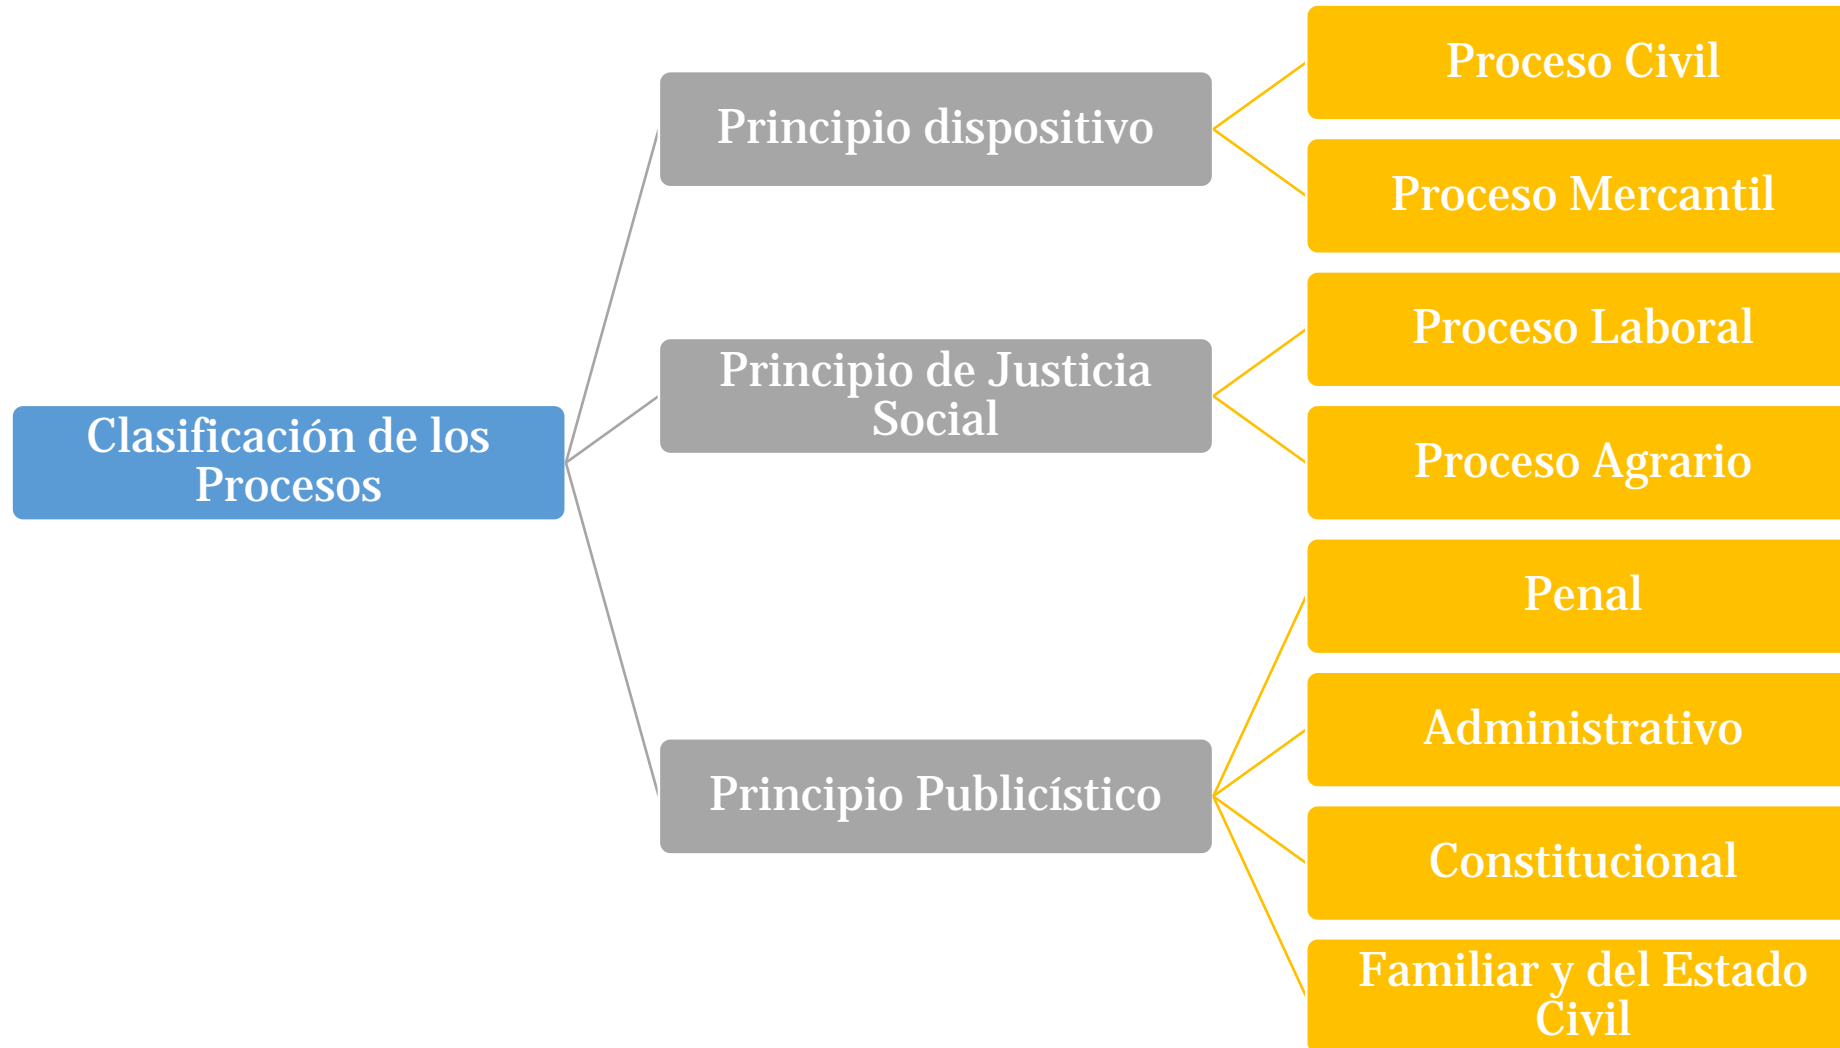 Clasificación de los
Procesos
Principio dispositivo
Proceso Civil
Proceso Mercantil
Principio de Justicia
Social
Proceso Laboral
Proceso Agrario
Principio Publicístico
Penal
Administrativo
Constitucional
Familiar y del Estado
Civil